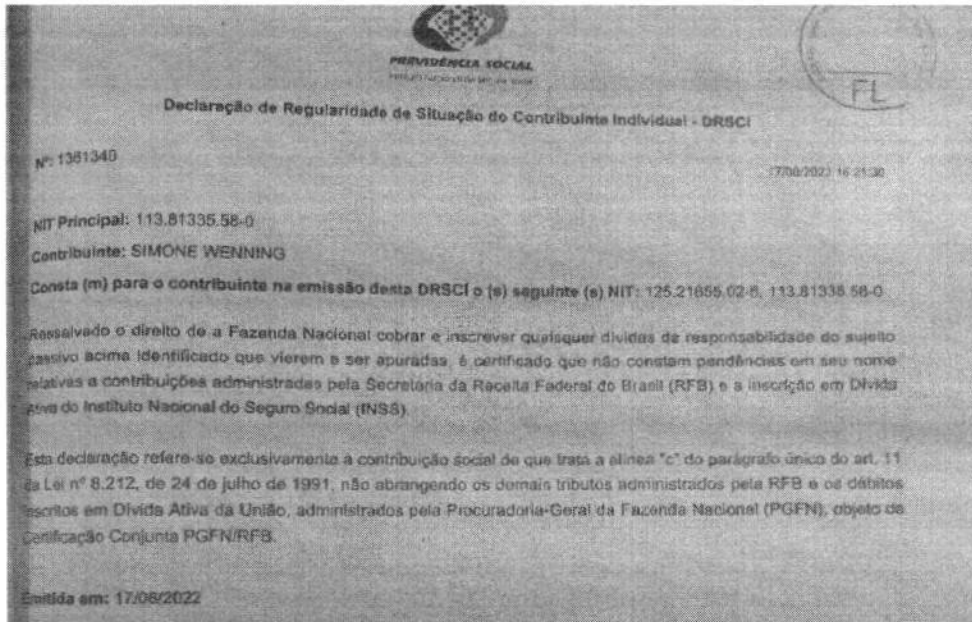 PREVIDÊNCIA SOCIAL
FL
Declaração de Regularidade de Situação do Contribuinte Individual - DRSCI
Nº: 1361340
16:21:30
NIT Principal: 113.81335.58-0
Contribuinte: SIMONE WENNING
Consta (m) para o contribuinte na emissão desta DRSCI o (s) seguinte (s) NIT: 125.21655.02-6, 113.81335.58-0
Ressalvado o direito de a Fazenda Nacional cobrar e inscrever quaisquer dívidas de responsabilidade do sujeito
passivo acima identificado que vierem a ser apuradas, é certificado que não constam pendências em seu nome
relativas a contribuições administradas pela Secretaria da Receita Federal do Brasil (RFB) e a inscrição em Dívida
Ativa do Instituto Nacional do Seguro Social (INSS).
Esta declaração refere-se exclusivamente a contribuição social de que trata a alínea "c" do parágrafo único do art. 11
da Lei nº 8.212, de 24 de julho de 1991, não abrangendo os demais tributos administrados pela RFB e os débitos
inscritos em Dívida Ativa da União, administrados pela Procuradoria-Geral da Fazenda Nacional (PGFN), objeto de
Certificação Conjunta PGFN/RFB.
Emitida em: 17/08/2022